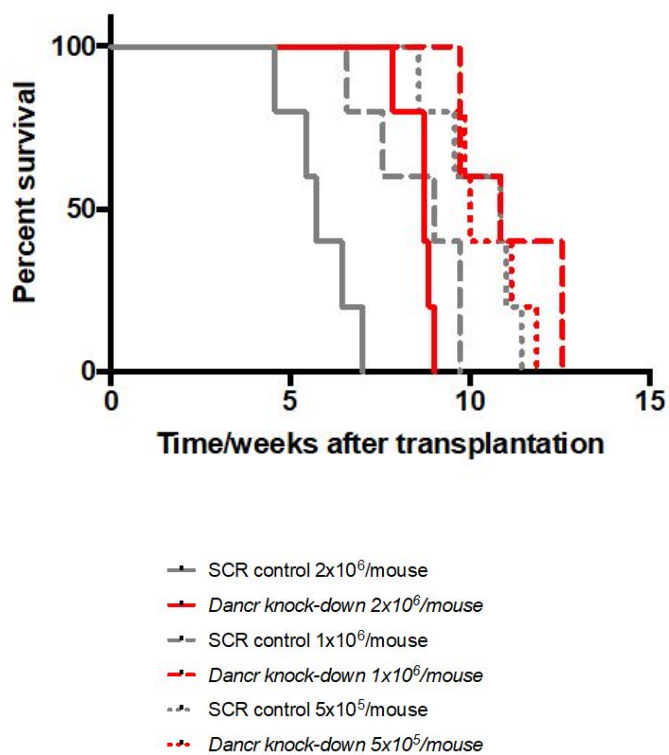 100
50
0
Percent survival
0 5 10 15
Time/weeks after transplantation
SCR control 2x10⁶/mouse
Dancr knock-down 2x10⁶/mouse
SCR control 1x10⁶/mouse
Dancr knock-down 1x10⁶/mouse
SCR control 5x10⁵/mouse
Dancr knock-down 5x10⁵/mouse